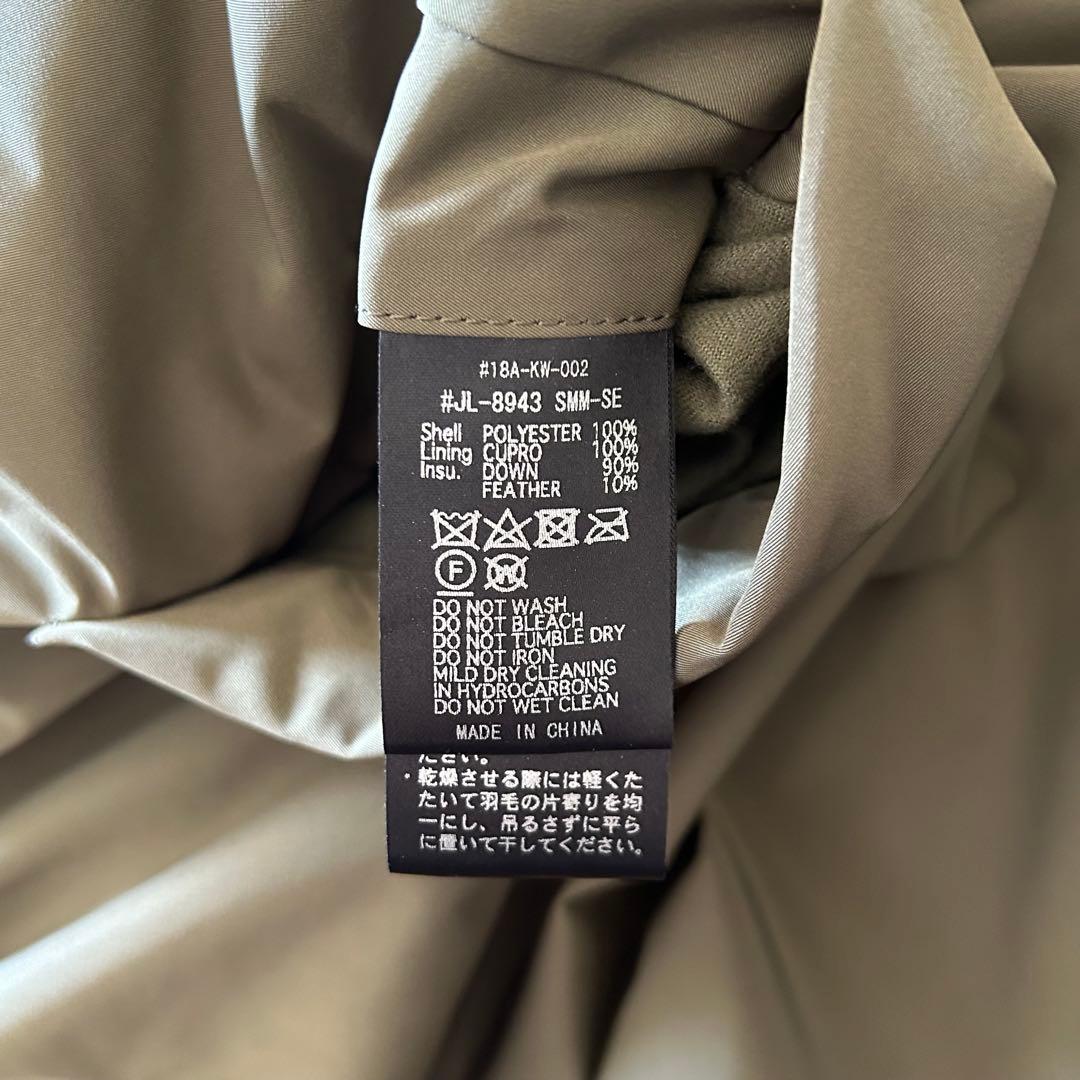 #18A-KW-002
#JL-8943 SMM-SE
Shell POLYESTER 100%
Lining CUPRO 100%
Insu. DOWN 90%
FEATHER 10%
F W
DO NOT WASH
DO NOT BLEACH
DO NOT TUMBLE DRY
DO NOT IRON
MILD DRY CLEANING
IN HYDROCARBONS
DO NOT WET CLEAN
MADE IN CHINA
ださい。
・乾燥させる際には軽くた
たいて羽毛の片寄りを均
一にし、吊るさずに平ら
に置いて干してください。